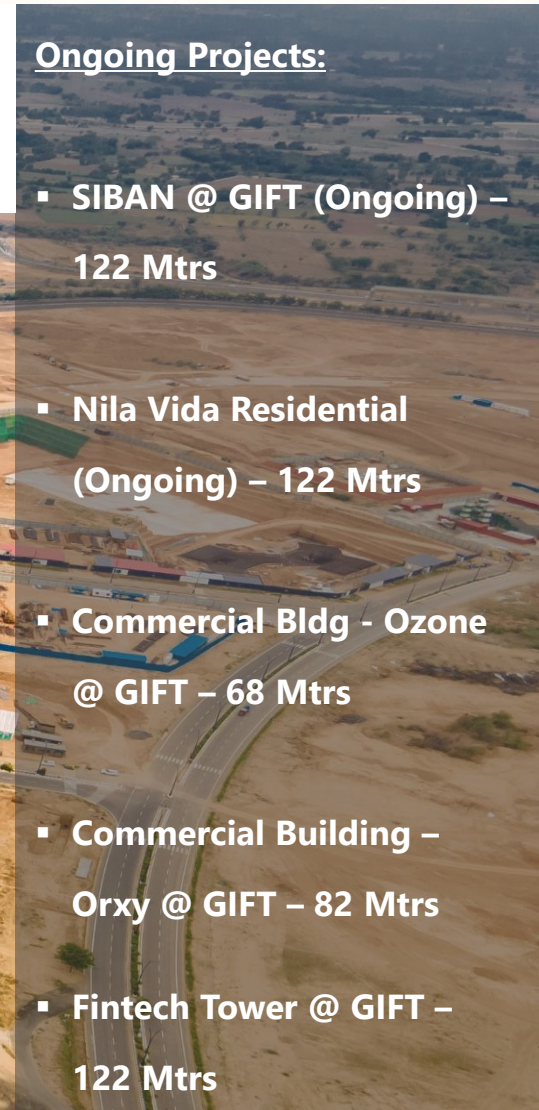 Ongoing Projects:
▪ SIBAN @ GIFT (Ongoing) –
122 Mtrs
▪ Nila Vida Residential
(Ongoing) – 122 Mtrs
▪ Commercial Bldg - Ozone
@ GIFT – 68 Mtrs
▪ Commercial Building –
Orxy @ GIFT – 82 Mtrs
▪ Fintech Tower @ GIFT –
122 Mtrs